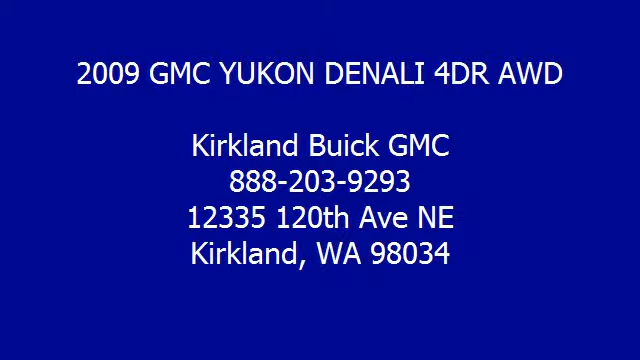 2009 GMC YUKON DENALI 4DR AWD
Kirkland Buick GMC
888-203-9293
12335 120th Ave NE
Kirkland, WA 98034